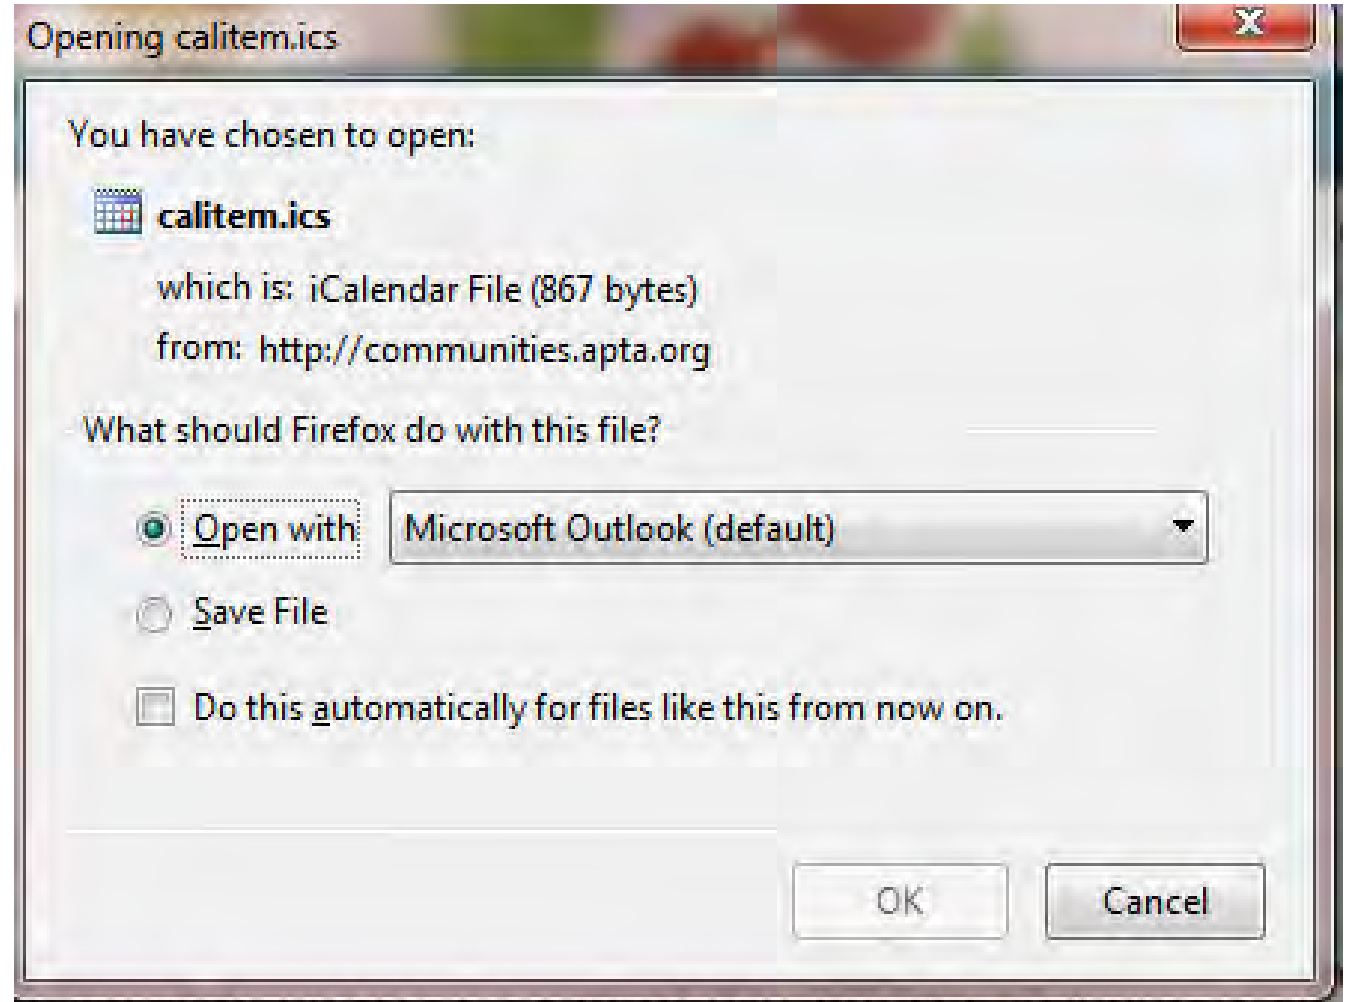 Opening calitem.ics
You have chosen to open:
calitem.ics
which is: iCalendar File (867 bytes)
from: http://communities.apta.org
What should Firefox do with this file?
Open with Microsoft Outlook (default)
Save File
Do this automatically for files like this from now on.
OK Cancel